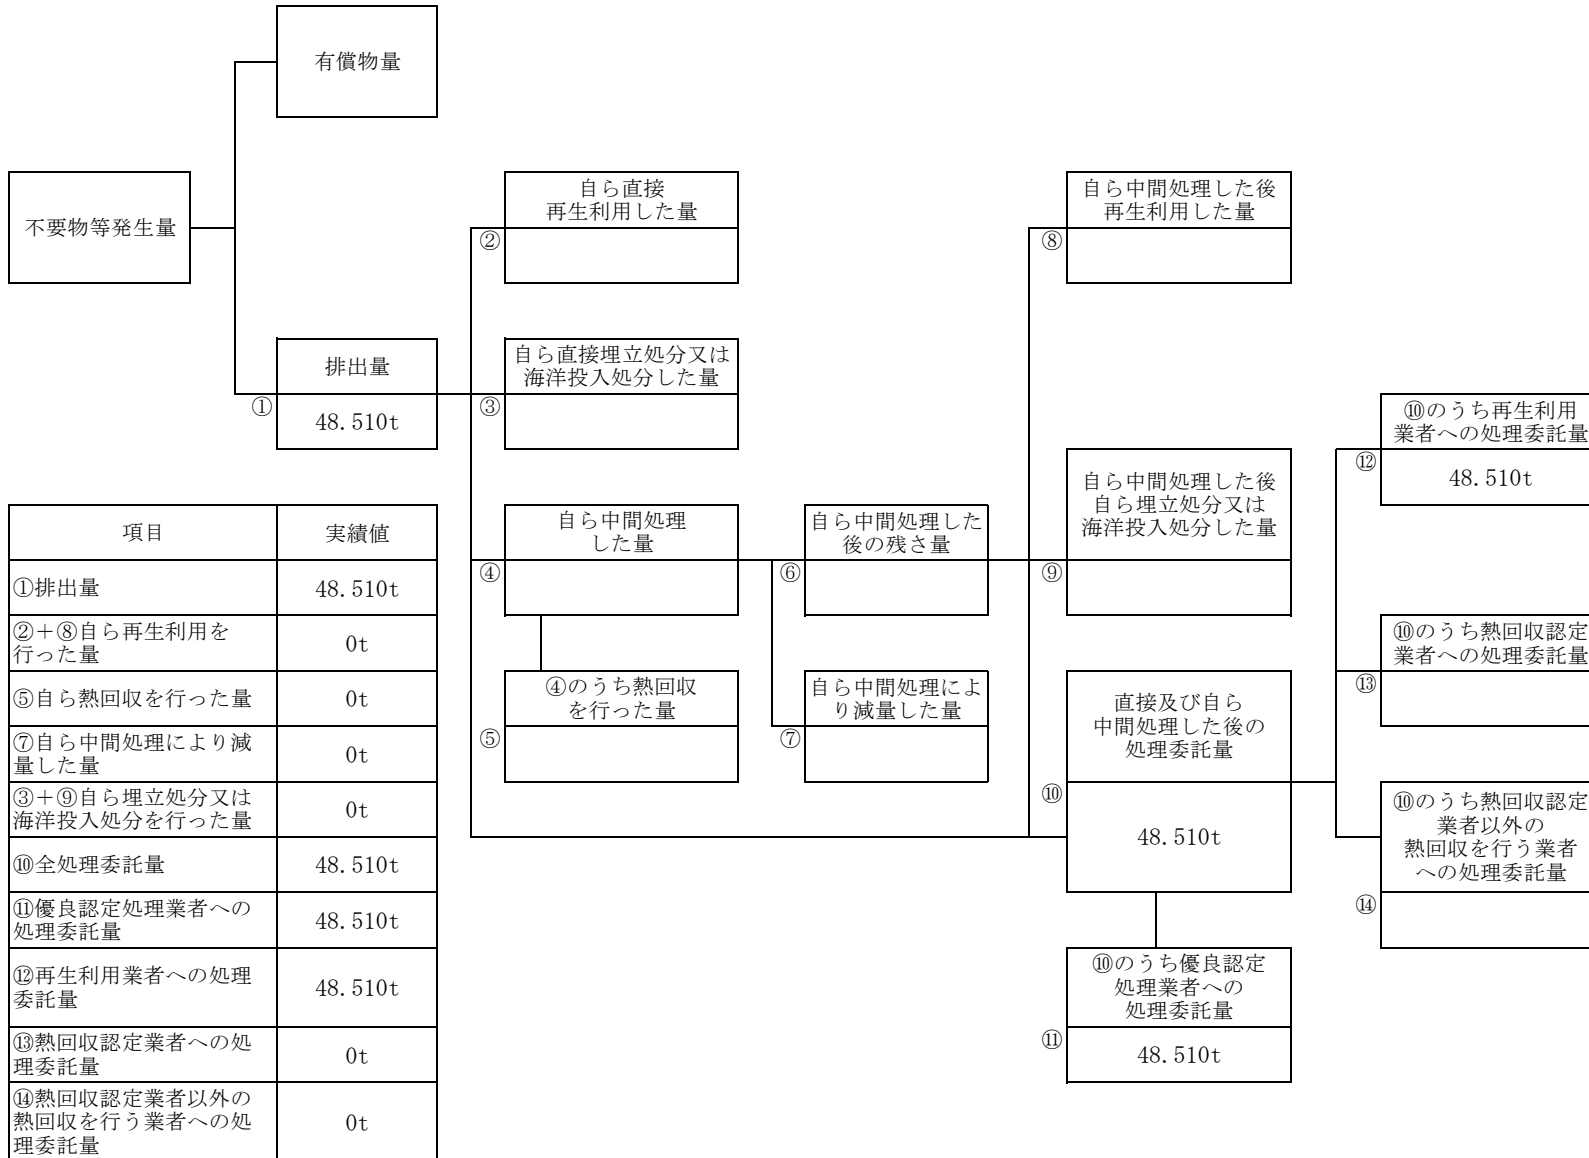 有償物量
不要物等発生量
自ら直接
再生利用した量
②
自ら中間処理した後
再生利用した量
⑧
排出量
①
48.510t
自ら直接埋立処分又は
海洋投入処分した量
③
⑩のうち再生利用
業者への処理委託量
⑫
48.510t
自ら中間処理
した量
④
自ら中間処理した
後の残さ量
⑥
自ら中間処理した後
自ら埋立処分又は
海洋投入処分した量
⑨
⑩のうち熱回収認定
業者への処理委託量
⑬
④のうち熱回収
を行った量
⑤
自ら中間処理によ
り減量した量
⑦
直接及び自ら
中間処理した後の
処理委託量
⑩
48.510t
⑩のうち熱回収認定
業者以外の
熱回収を行う業者
への処理委託量
⑭
⑩のうち優良認定
処理業者への
処理委託量
⑪
48.510t
項目 実績値
①排出量 48.510t
②＋⑧自ら再生利用を
行った量 0t
⑤自ら熱回収を行った量 0t
⑦自ら中間処理により減
量した量 0t
③＋⑨自ら埋立処分又は
海洋投入処分を行った量 0t
⑩全処理委託量 48.510t
⑪優良認定処理業者への
処理委託量 48.510t
⑫再生利用業者への処理
委託量 48.510t
⑬熱回収認定業者への処
理委託量 0t
⑭熱回収認定業者以外の
熱回収を行う業者への処
理委託量 0t